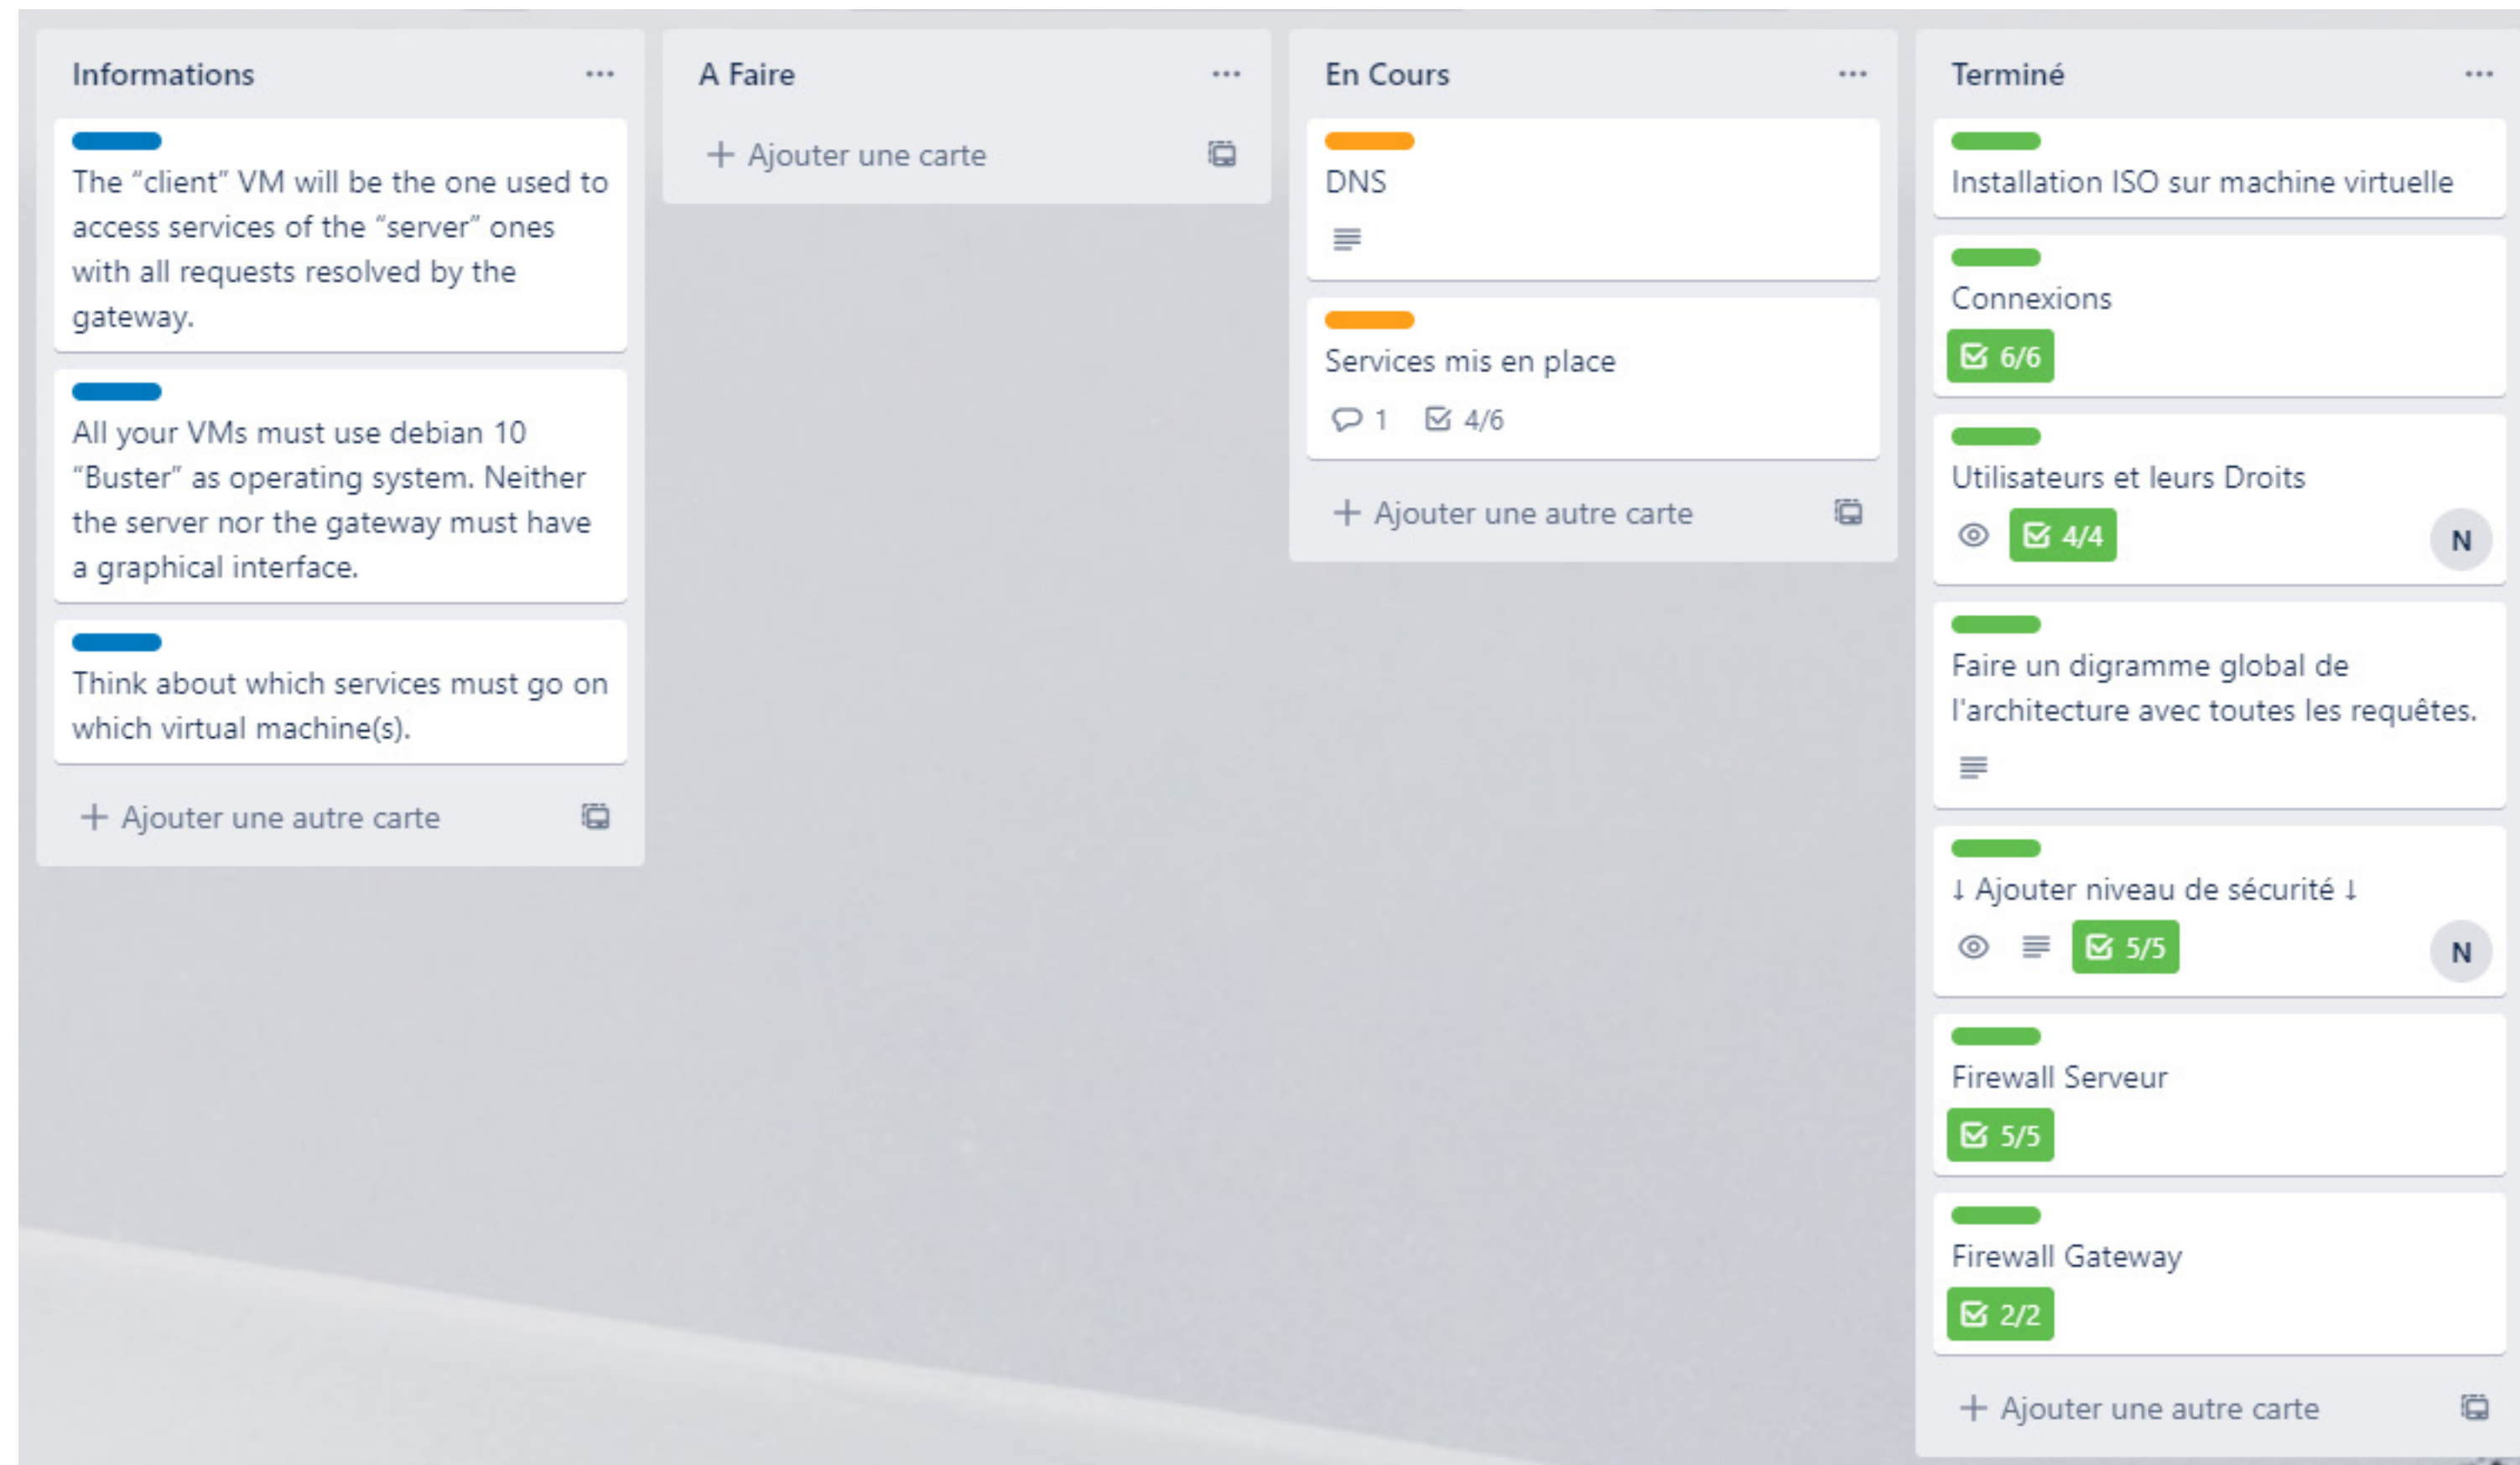 Informations
The “client” VM will be the one used to
access services of the “server” ones
with all requests resolved by the
gateway.
All your VMs must use debian 10
“Buster” as operating system. Neither
the server nor the gateway must have
a graphical interface.
Think about which services must go on
which virtual machine(s).
+ Ajouter une autre carte
A Faire
+ Ajouter une carte
En Cours
DNS
Services mis en place
1 4/6
+ Ajouter une autre carte
Terminé
Installation ISO sur machine virtuelle
Connexions
6/6
Utilisateurs et leurs Droits
4/4 N
Faire un digramme global de
l'architecture avec toutes les requêtes.
↓ Ajouter niveau de sécurité ↓
5/5 N
Firewall Serveur
5/5
Firewall Gateway
2/2
+ Ajouter une autre carte